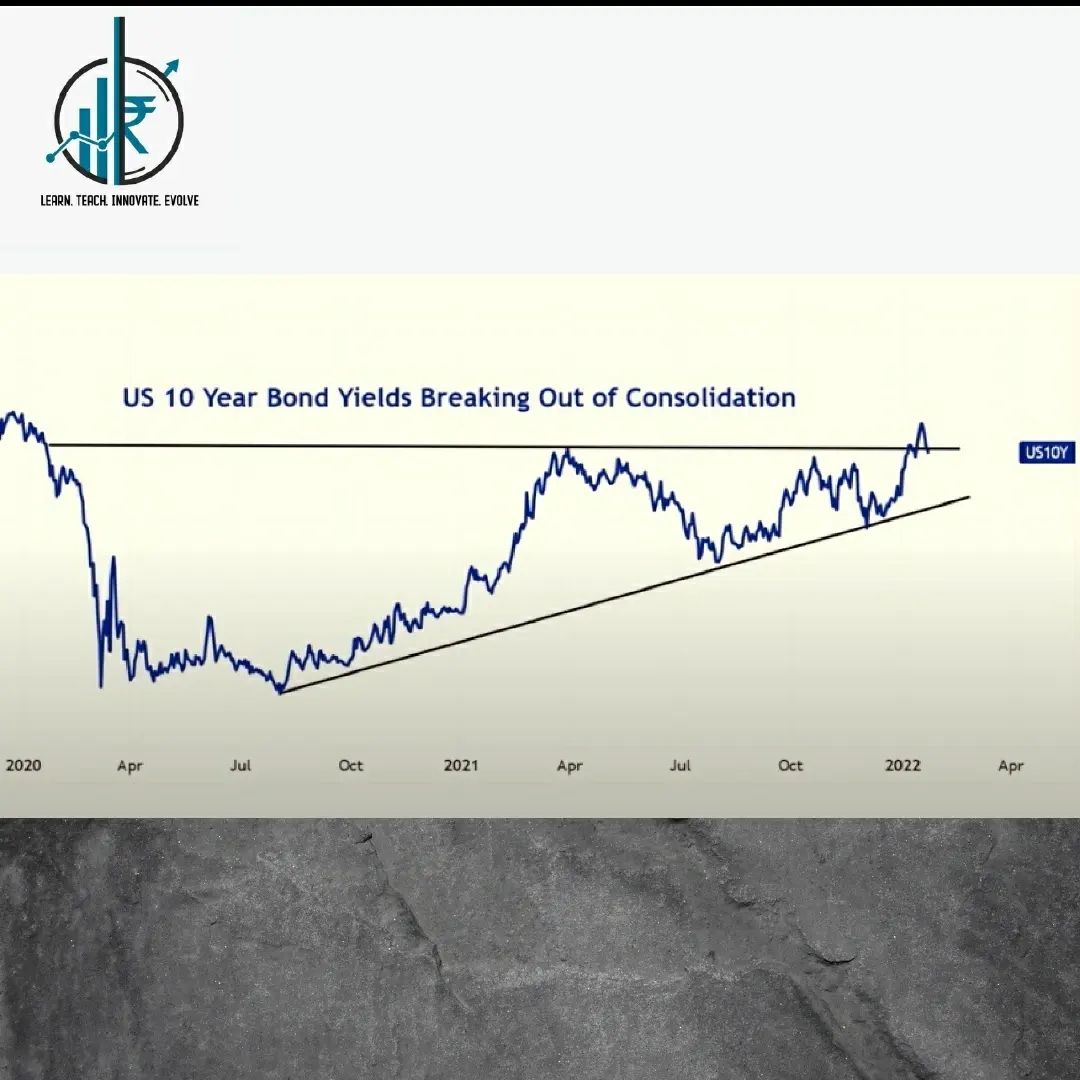 LEARN. TEACH. INNOVATE. EVOLVE
US 10 Year Bond Yields Breaking Out of Consolidation
US10Y
2020 Apr Jul Oct 2021 Apr Jul Oct 2022 Apr